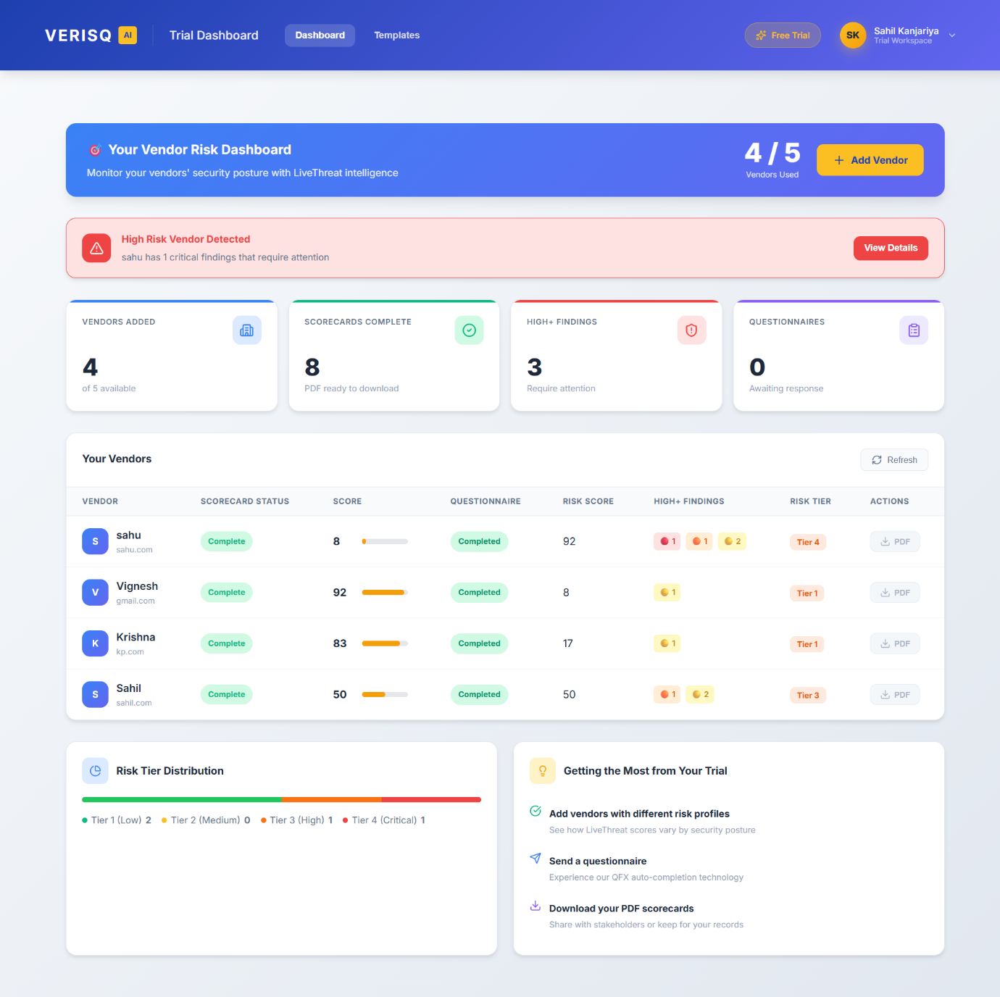 VERISQ AI Trial Dashboard Dashboard Templates Free Trial SK Sahil Kanjariya
Trial Workspace
Your Vendor Risk Dashboard
Monitor your vendors' security posture with LiveThreat intelligence
4 / 5
Vendors Used
+ Add Vendor
High Risk Vendor Detected
sahu has 1 critical findings that require attention
View Details
VENDORS ADDED
4
of 5 available
SCORECARDS COMPLETE
8
PDF ready to download
HIGH+ FINDINGS
3
Require attention
QUESTIONNAIRES
0
Awaiting response
Your Vendors
Refresh
VENDOR SCORECARD STATUS SCORE QUESTIONNAIRE RISK SCORE HIGH+ FINDINGS RISK TIER ACTIONS
S sahu Complete 8 Completed 92 1 1 2 Tier 4 PDF
sahu.com
V Vignesh Complete 92 Completed 8 1 Tier 1 PDF
gmail.com
K Krishna Complete 83 Completed 17 1 Tier 1 PDF
kp.com
S Sahil Complete 50 Completed 50 1 2 Tier 3 PDF
sahil.com
Risk Tier Distribution
Tier 1 (Low) 2 Tier 2 (Medium) 0 Tier 3 (High) 1 Tier 4 (Critical) 1
Getting the Most from Your Trial
Add vendors with different risk profiles
See how LiveThreat scores vary by security posture
Send a questionnaire
Experience our QFX auto-completion technology
Download your PDF scorecards
Share with stakeholders or keep for your records